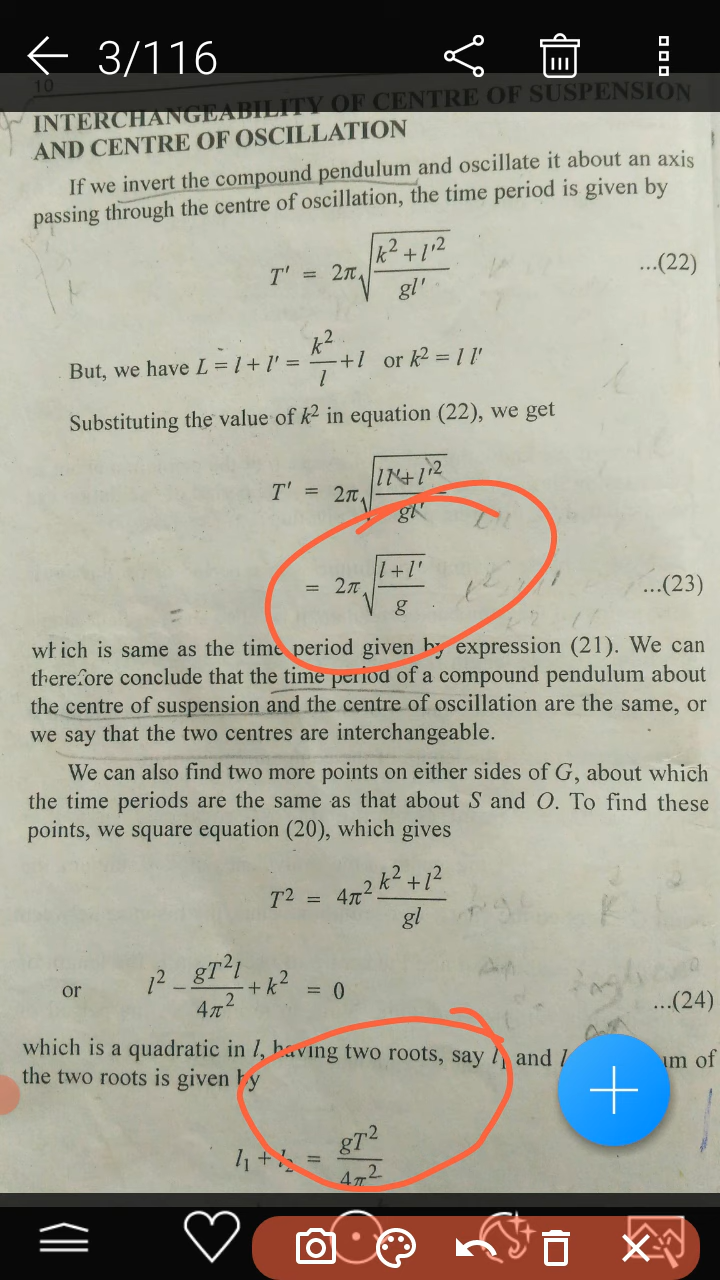 3/116
10
INTERCHANGEABILITY OF CENTRE OF SUSPENSION
AND CENTRE OF OSCILLATION
If we invert the compound pendulum and oscillate it about an axis
passing through the centre of oscillation, the time period is given by
T' = 2π√((k² + l'²)/(gl')) ...(22)
But, we have L = l + l' = k²/l + l or k² = l l'
Substituting the value of k² in equation (22), we get
T' = 2π√((ll' + l'²)/(gl'))
= 2π√((l + l')/g) ...(23)
which is same as the time period given by expression (21). We can
therefore conclude that the time period of a compound pendulum about
the centre of suspension and the centre of oscillation are the same, or
we say that the two centres are interchangeable.
We can also find two more points on either sides of G, about which
the time periods are the same as that about S and O. To find these
points, we square equation (20), which gives
T² = 4π² (k² + l²)/(gl)
or l² − gT²l/(4π²) + k² = 0 ...(24)
which is a quadratic in l, having two roots, say l₁ and l of
the two roots is given by
l₁ + l₂ = gT²/(4π²)